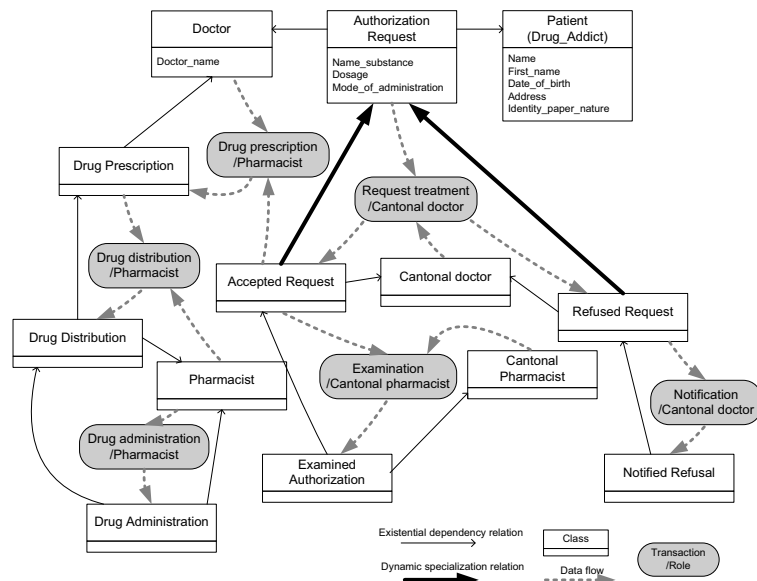 Doctor
Doctor_name
Authorization
Request
Name_substance
Dosage
Mode_of_administration
Patient
(Drug_Addict)
Name
First_name
Date_of_birth
Address
Identity_paper_nature
Drug Prescription
Drug prescription
/Pharmacist
Request treatment
/Cantonal doctor
Drug distribution
/Pharmacist
Accepted Request
Cantonal doctor
Refused Request
Drug Distribution
Pharmacist
Examination
/Cantonal pharmacist
Cantonal
Pharmacist
Notification
/Cantonal doctor
Drug administration
/Pharmacist
Examined
Authorization
Notified Refusal
Drug Administration
Existential dependency relation
Class
Transaction
/Role
Dynamic specialization relation
Data flow